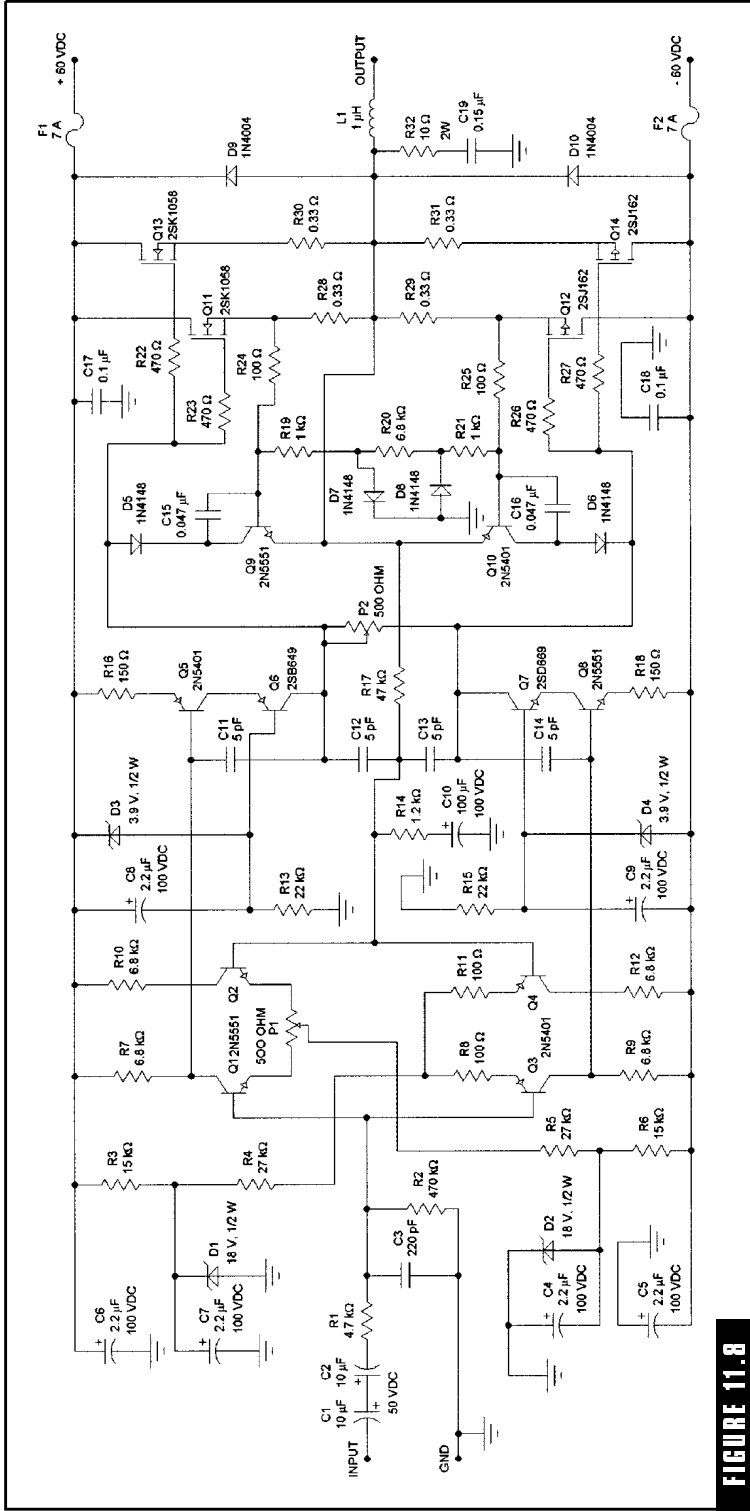 + 60 VDC
F1
7 A
OUTPUT
L1
1 µH
R32
10 Ω
2W
C19
0.15 µF
- 60 VDC
F2
7 A
D9
1N4004
D10
1N4004
Q13
2SK1058
R30
0.33 Ω
R31
0.33 Ω
Q14
2SJ162
Q11
2SK1058
R28
0.33 Ω
R29
0.33 Ω
Q12
2SJ162
C17
0.1 µF
R22
470 Ω
R23
470 Ω
R24
100 Ω
R25
100 Ω
R26
470 Ω
R27
470 Ω
C18
0.1 µF
R19
1 kΩ
R20
6.8 kΩ
R21
1 kΩ
D7
1N4148
D8
1N4148
D5
1N4148
C15
0.047 µF
C16
0.047 µF
D6
1N4148
Q9
2N5551
Q10
2N5401
P2
500 OHM
R17
47 kΩ
R16
150 Ω
Q5
2N5401
Q6
2SB649
Q7
2SD669
Q8
2N5551
R18
150 Ω
C11
5 pF
C12
5 pF
C13
5 pF
C14
5 pF
D3
3.9 V, 1/2 W
R14
1.2 kΩ
C10
100 µF
100 VDC
D4
3.9 V, 1/2 W
C8
2.2 µF
100 VDC
R13
22 kΩ
R15
22 kΩ
C9
2.2 µF
100 VDC
R10
6.8 kΩ
Q2
R11
100 Ω
Q4
R12
6.8 kΩ
R7
6.8 kΩ
Q12N5551
500 OHM
P1
R8
100 Ω
Q3
2N5401
R9
6.8 kΩ
R3
15 kΩ
R4
27 kΩ
R5
27 kΩ
R6
15 kΩ
D1
18 V, 1/2 W
R2
470 kΩ
C3
220 pF
D2
18 V, 1/2 W
C6
2.2 µF
100 VDC
C7
2.2 µF
100 VDC
R1
4.7 kΩ
C4
2.2 µF
100 VDC
C5
2.2 µF
100 VDC
C1
10 µF
C2
10 µF
50 VDC
INPUT
GND
FIGURE 11.8